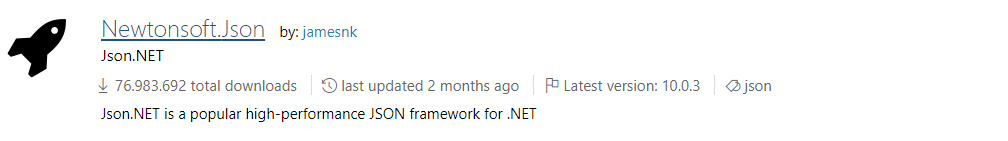 Newtonsoft.Json by: jamesnk
Json.NET
76.983.692 total downloads last updated 2 months ago Latest version: 10.0.3 json
Json.NET is a popular high-performance JSON framework for .NET